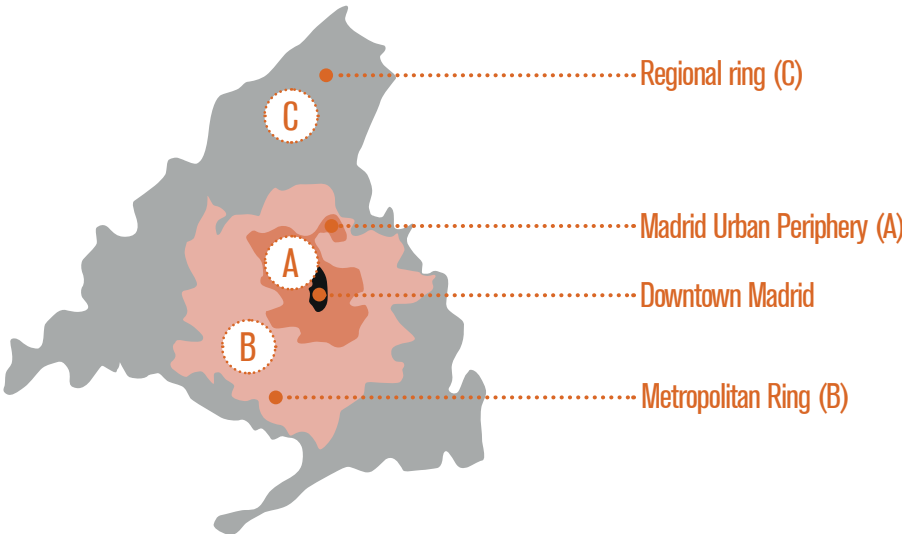 Regional ring (C)
C
Madrid Urban Periphery (A)
A
Downtown Madrid
B
Metropolitan Ring (B)